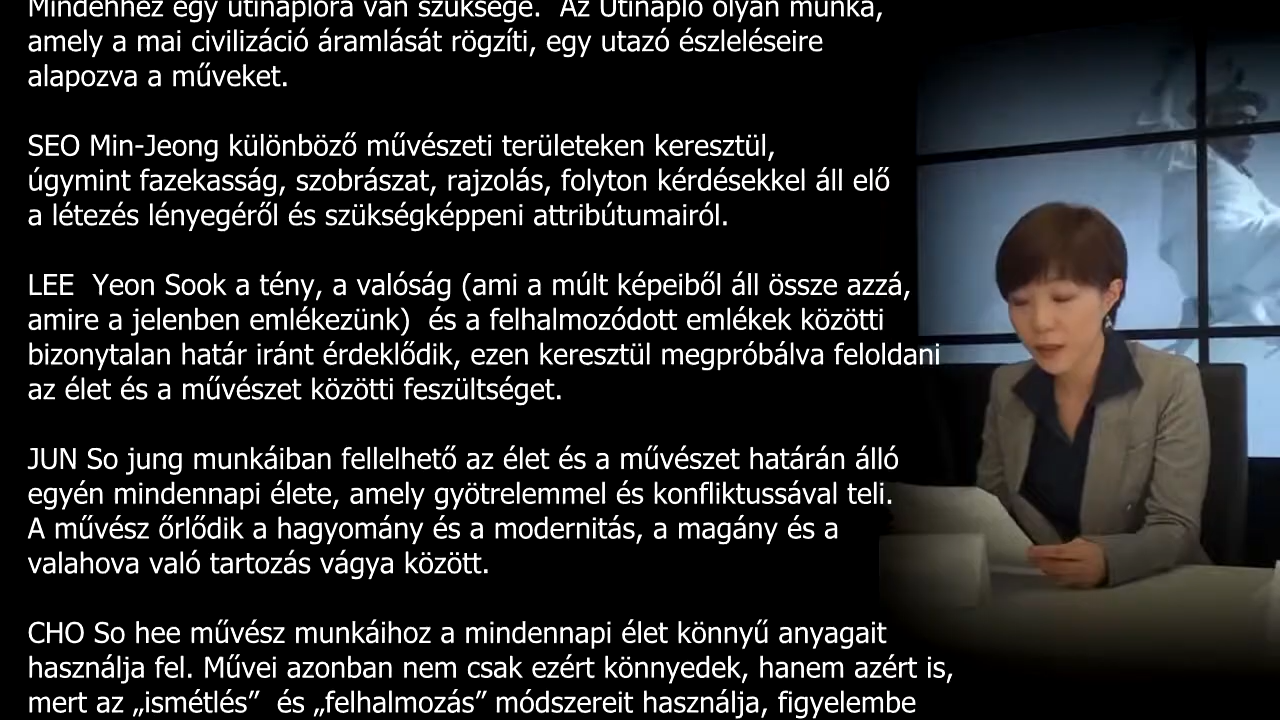 Mindenhez egy útinaplóra van szüksége.  Az Útinapló olyan munka,
amely a mai civilizáció áramlását rögzíti, egy utazó észleléseire
alapozva a műveket.
SEO Min-Jeong különböző művészeti területeken keresztül,
úgymint fazekasság, szobrászat, rajzolás, folyton kérdésekkel áll elő
a létezés lényegéről és szükségképpeni attribútumairól.
LEE  Yeon Sook a tény, a valóság (ami a múlt képeiből áll össze azzá,
amire a jelenben emlékezünk)  és a felhalmozódott emlékek közötti
bizonytalan határ iránt érdeklődik, ezen keresztül megpróbálva feloldani
az élet és a művészet közötti feszültséget.
JUN So jung munkáiban fellelhető az élet és a művészet határán álló
egyén mindennapi élete, amely gyötrelemmel és konfliktussával teli.
A művész őrlődik a hagyomány és a modernitás, a magány és a
valahova való tartozás vágya között.
CHO So hee művész munkáihoz a mindennapi élet könnyű anyagait
használja fel. Művei azonban nem csak ezért könnyedek, hanem azért is,
mert az „ismétlés”  és „felhalmozás” módszereit használja, figyelembe